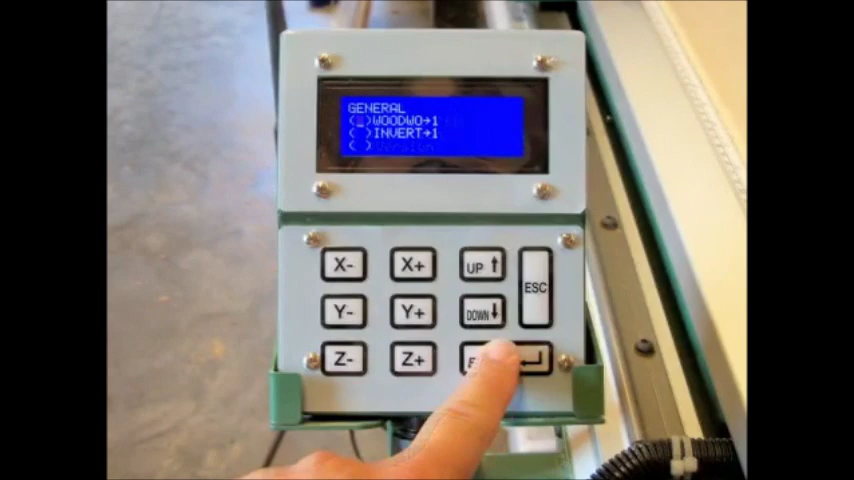 GENERAL
( )WOODWO→1
( )INVERT→1
( )
X- X+ UP ↑ ESC
Y- Y+ DOWN ↓
Z- Z+